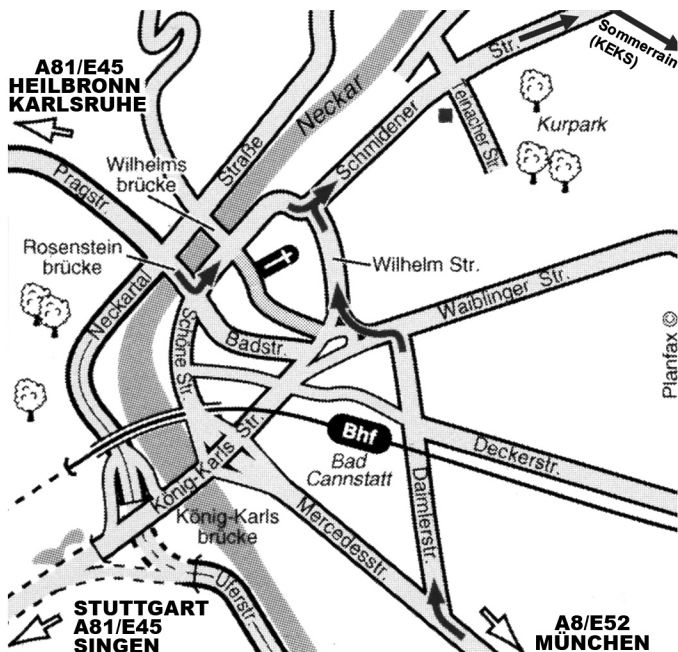 Sommerrain
(KEKS)
Str.
A81/E45
HEILBRONN
KARLSRUHE
Neckar
Teinacher Str.
Kurpark
Schmidener
Straße
Wilhelms
brücke
Pragstr.
Rosenstein
brücke
Wilhelm Str.
Neckartal
Waiblinger Str.
Schöne Str.
Badstr.
Planfax ©
Bhf
Bad
Cannstatt
Deckerstr.
König-Karls Str.
Daimlerstr.
König-Karls
brücke
Mercedesstr.
Uferstr.
STUTTGART
A81/E45
SINGEN
A8/E52
MÜNCHEN